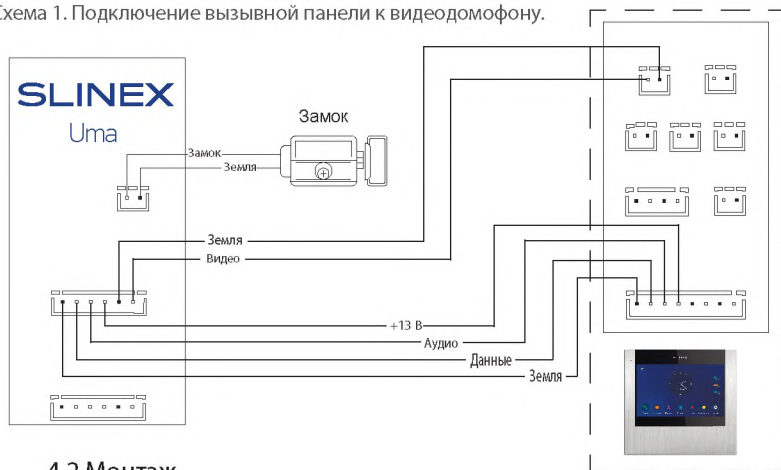 Схема 1. Подключение вызывной панели к видеодомофону.
SLINEX
Uma
Замок
Замок
Земля
Земля
Видео
+13 В
Аудио
Данные
Земля
4.2 Монтаж